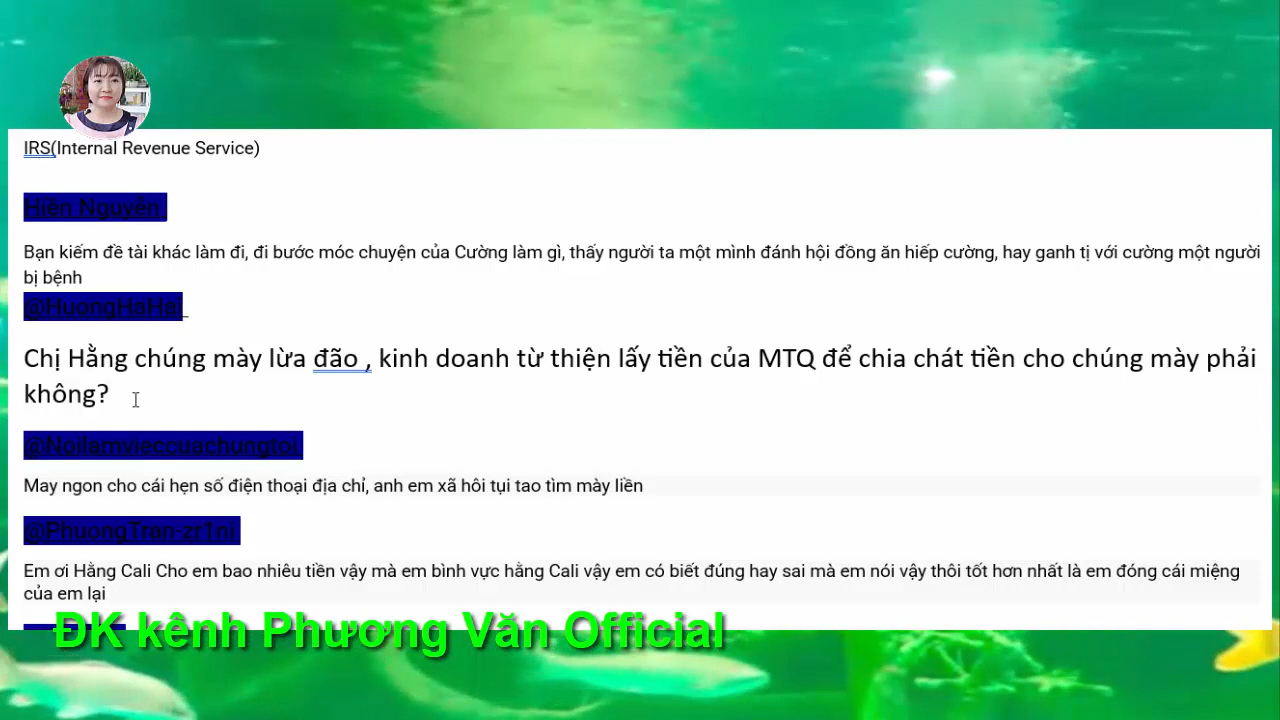 IRS(Internal Revenue Service)
Hiền Nguyễn
Bạn kiếm đề tài khác làm đi, đi bước móc chuyện của Cường làm gì, thấy người ta một mình đánh hội đồng ăn hiếp cường, hay ganh tị với cường một người
bị bệnh
@HuongHaHai
Chị Hằng chúng mày lừa đão , kinh doanh từ thiện lấy tiền của MTQ để chia chát tiền cho chúng mày phải
không?
@Noilamvieccuachungtoi
May ngon cho cái hẹn số điện thoại địa chỉ, anh em xã hôi tụi tao tìm mày liền
@PhuongTran-zr1ni
Em ơi Hằng Cali Cho em bao nhiêu tiền vậy mà em bình vực hằng Cali vậy em có biết đúng hay sai mà em nói vậy thôi tốt hơn nhất là em đóng cái miệng
của em lại
ĐK kênh Phương Văn Official